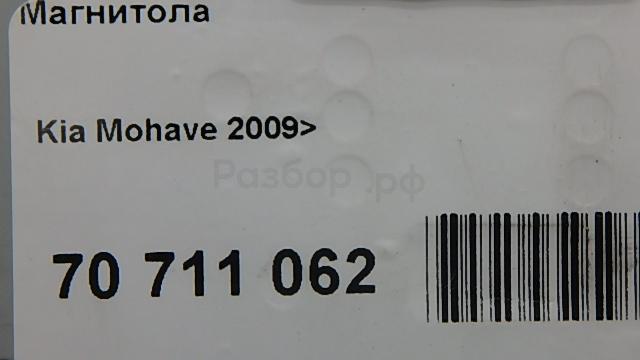 Магнитола
Kia Mohave 2009>
Разбор.рф
70 711 062